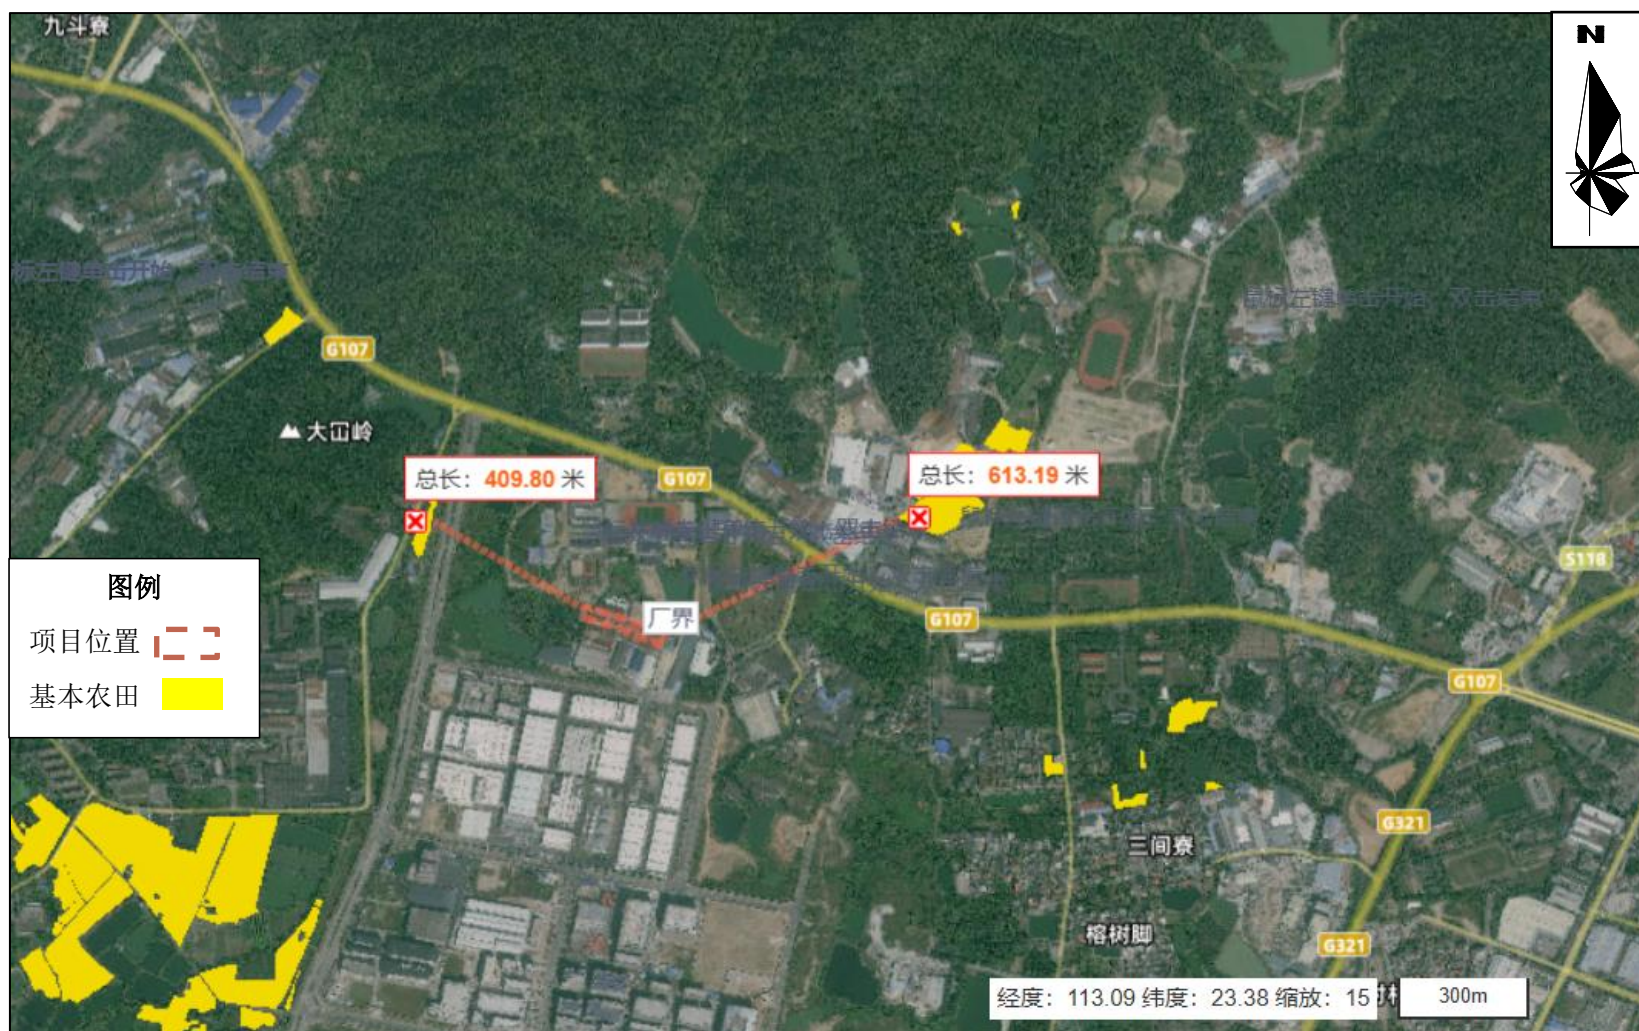 九斗寮
N
G107
大冚岭
总长：409.80 米
G107
总长：613.19 米
S118
图例
项目位置
基本农田
厂界
G107
G107
G321
三间寮
榕树脚
G321
经度：113.09 纬度：23.38 缩放：15
300m